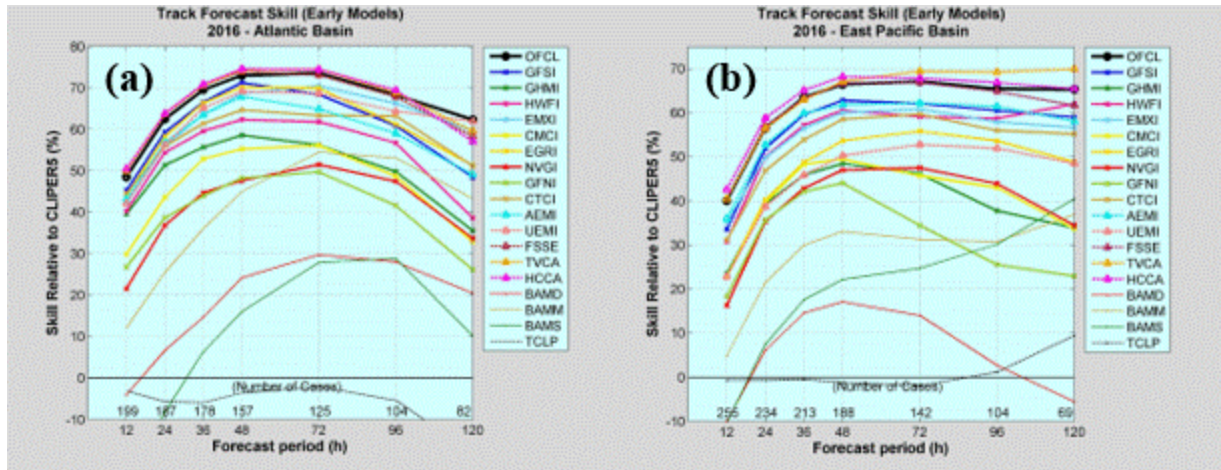 Track Forecast Skill (Early Models)
2016 - Atlantic Basin
(a)
Skill Relative to CLIPER5 (%)
80
70
60
50
40
30
20
10
0
-10
(Number of Cases)
199 187 178 157 125 104 82
12 24 36 48 72 96 120
Forecast period (h)
OFCL
GFSI
GHMI
HWFI
EMXI
CMCI
EGRI
NVGI
GFNI
CTCI
AEMI
UEMI
FSSE
TVCA
HCCA
BAMD
BAMM
BAMS
TCLP
Track Forecast Skill (Early Models)
2016 - East Pacific Basin
(b)
Skill Relative to CLIPER5 (%)
70
60
50
40
30
20
10
0
-10
(Number of Cases)
255 234 213 188 142 104 69
12 24 36 48 72 96 120
Forecast period (h)
OFCL
GFSI
GHMI
HWFI
EMXI
CMCI
EGRI
NVGI
GFNI
CTCI
AEMI
UEMI
FSSE
TVCA
HCCA
BAMD
BAMM
BAMS
TCLP